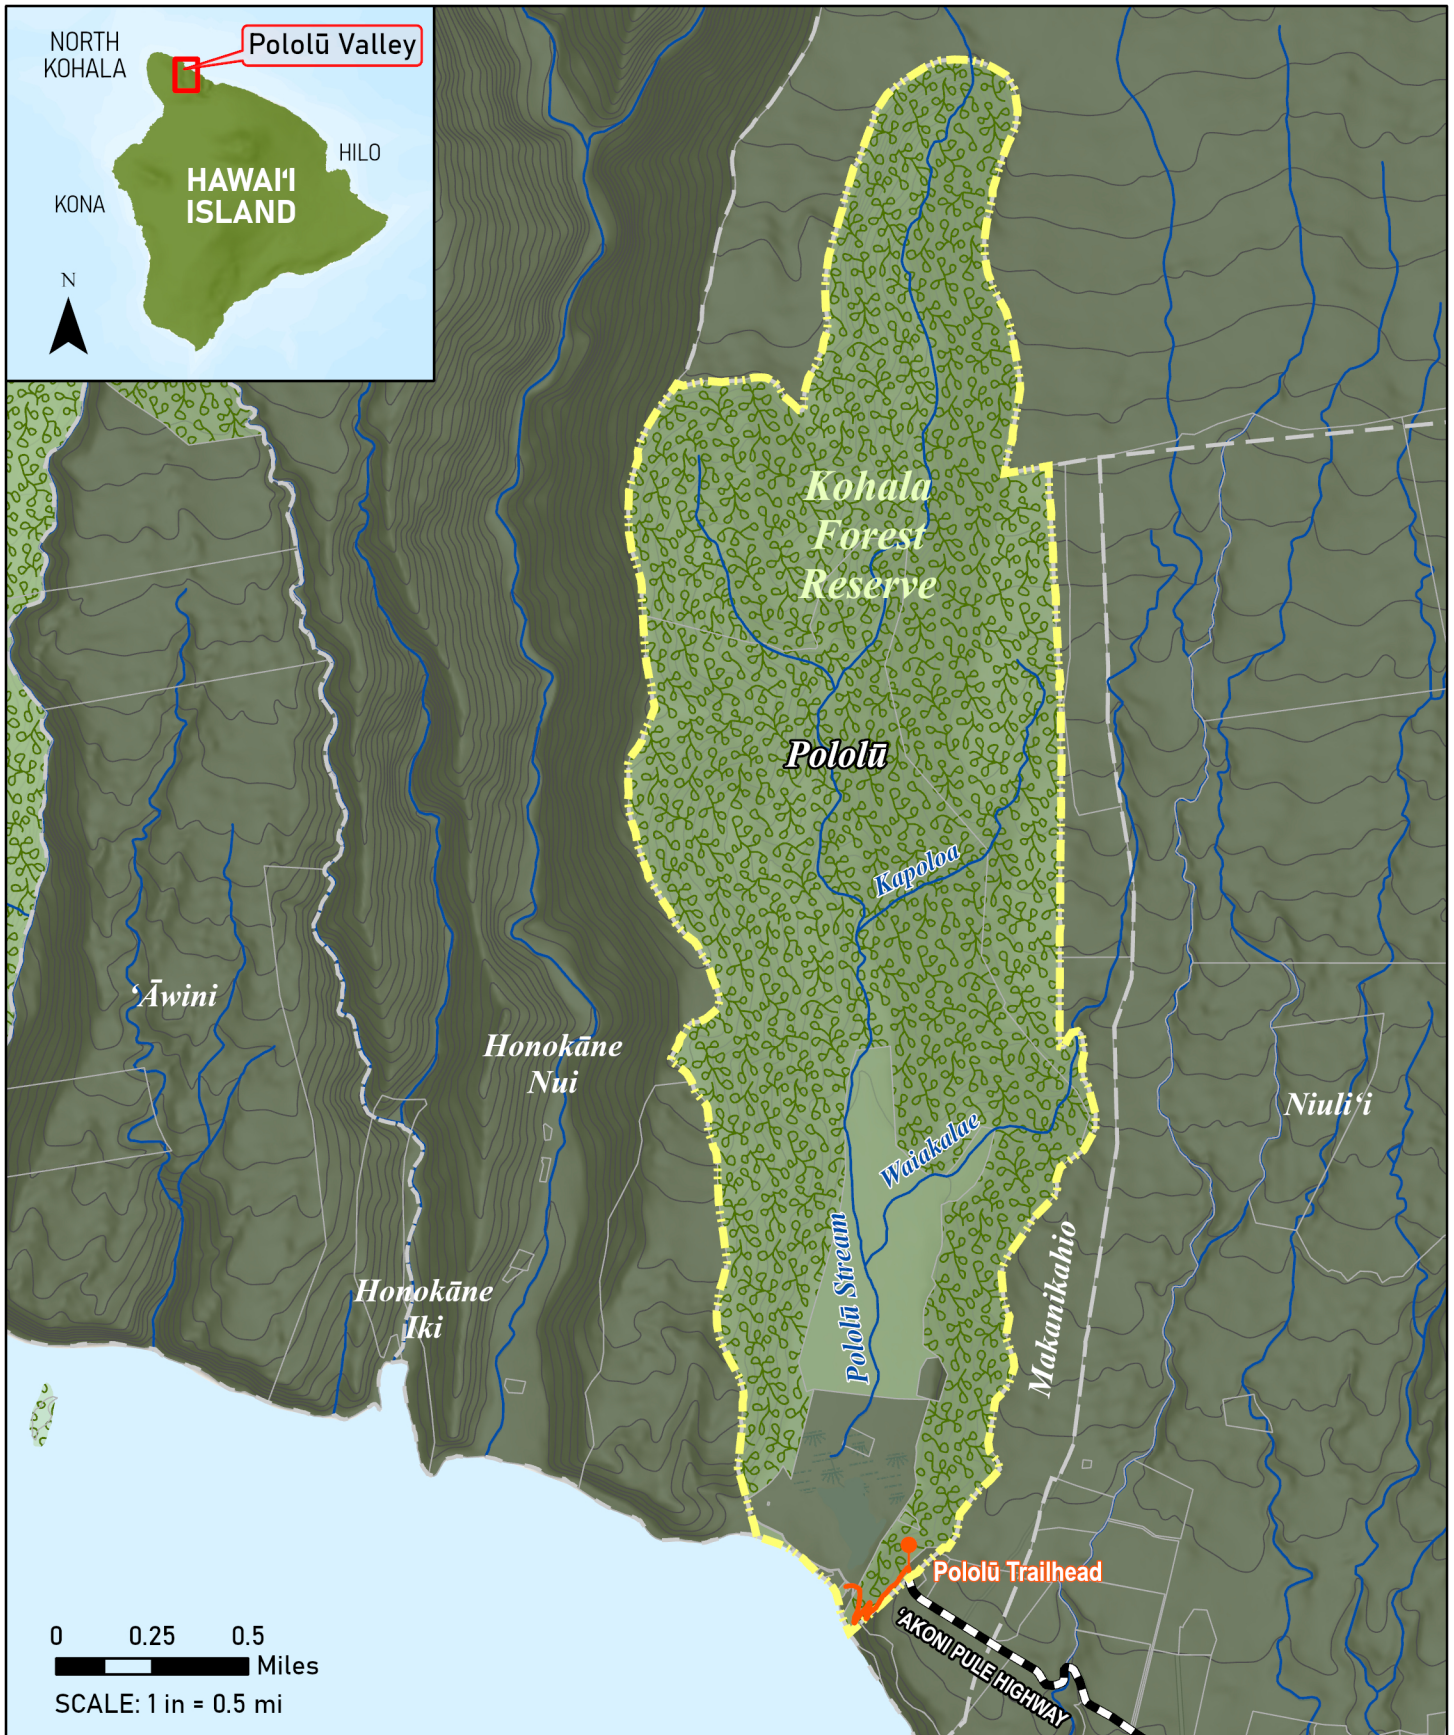 NORTH
KOHALA
Pololū Valley
HILO
HAWAIʻI
ISLAND
KONA
N
Kohala
Forest
Reserve
Pololū
Kapoloa
ʻĀwini
Honokāne
Nui
Niuliʻi
Waiakalae
Pololū Stream
Makanikahio
Honokāne
Iki
Pololū Trailhead
ʻAKONI PULE HIGHWAY
0 0.25 0.5
Miles
SCALE: 1 in = 0.5 mi